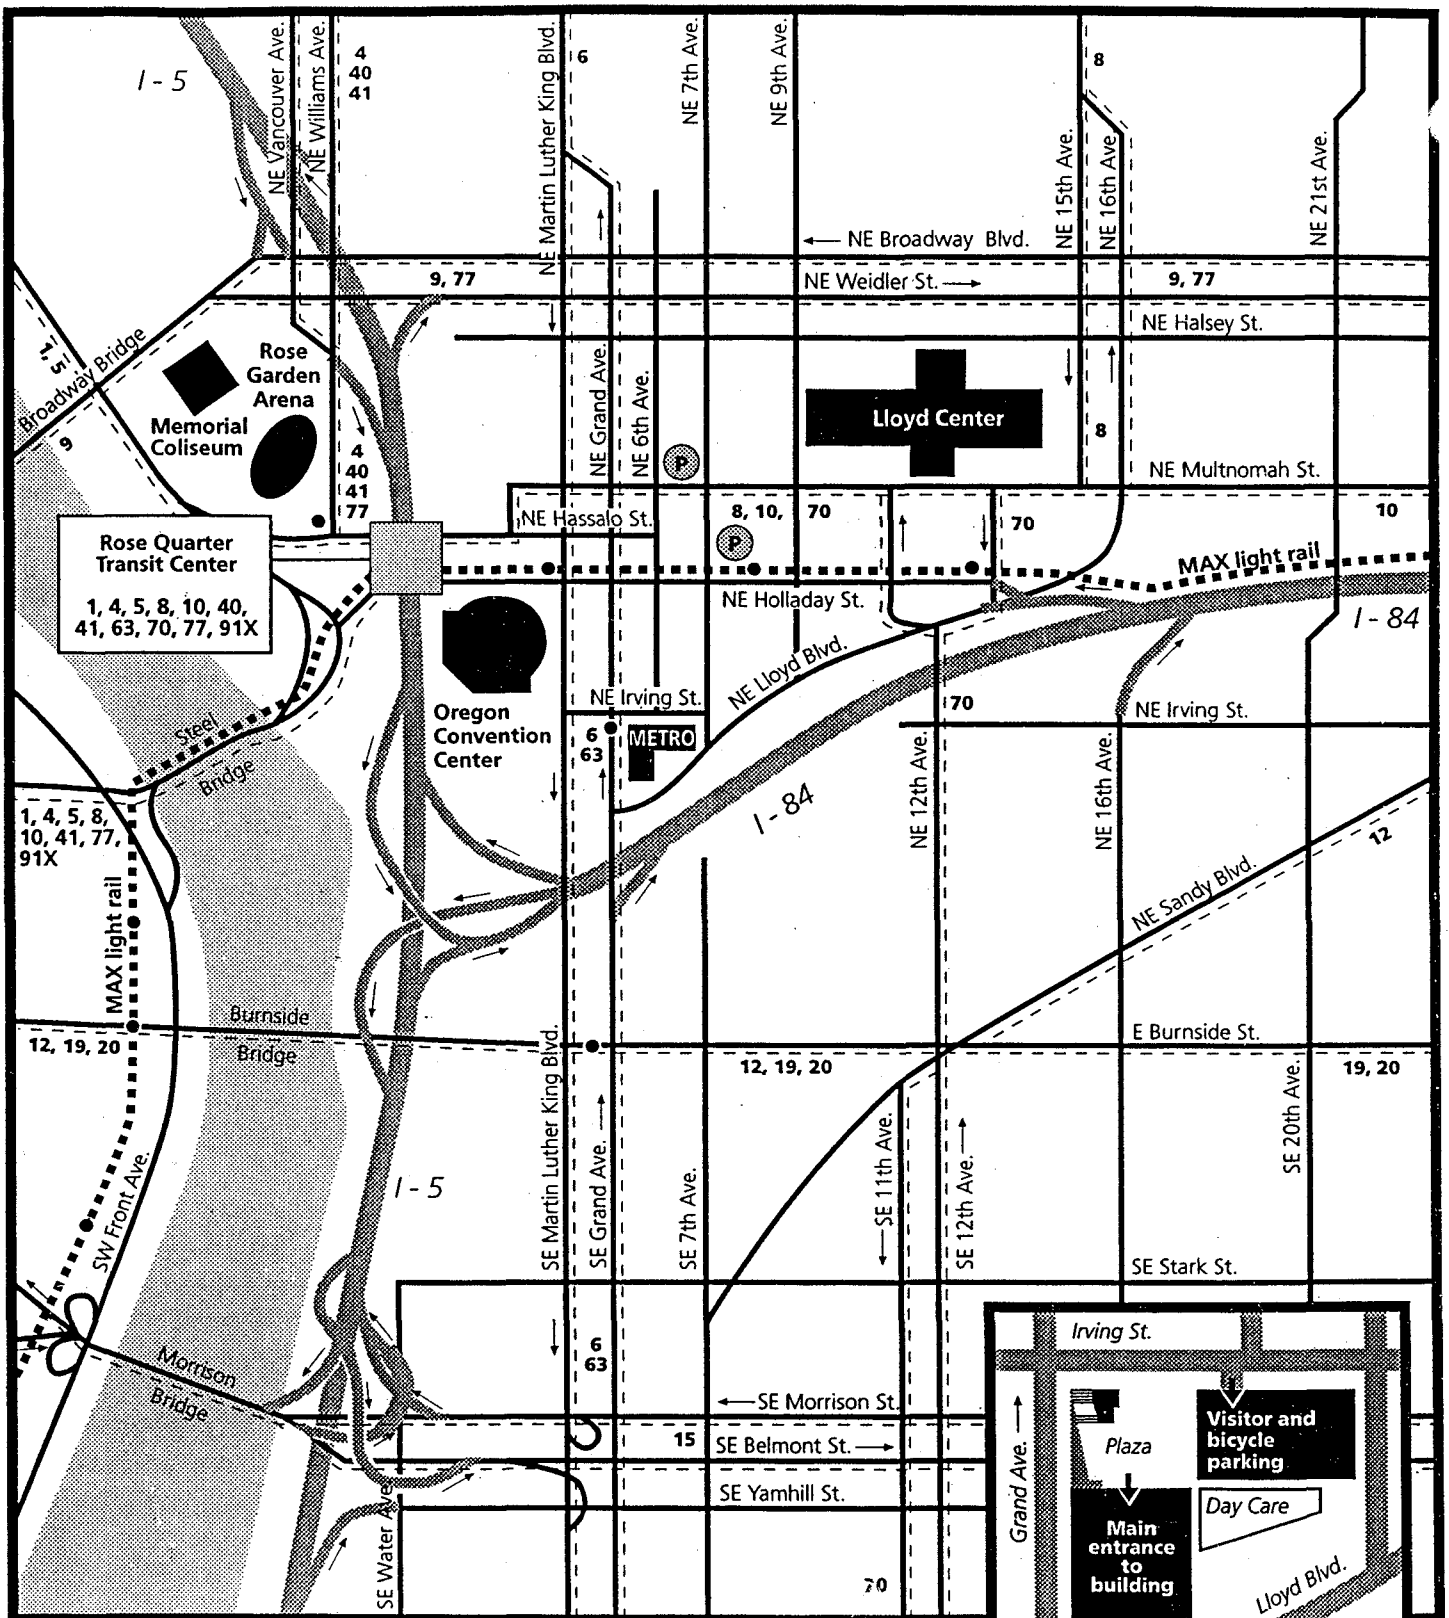 I - 5
NE Vancouver Ave.
NE Williams Ave.
4
40
41
NE Martin Luther King Blvd.
6
NE 7th Ave.
NE 9th Ave.
8
NE 15th Ave.
NE 16th Ave.
NE 21st Ave.
NE Broadway Blvd.
9, 77
NE Weidler St.
9, 77
NE Halsey St.
1, 5
Broadway Bridge
9
Rose
Garden
Arena
Memorial
Coliseum
4
40
41
77
NE Grand Ave.
NE 6th Ave.
P
Lloyd Center
8
NE Multnomah St.
NE Hassalo St.
8, 10,
70
P
70
10
MAX light rail
Rose Quarter
Transit Center
1, 4, 5, 8, 10, 40,
41, 63, 70, 77, 91X
NE Holladay St.
I - 84
NE Lloyd Blvd.
NE Irving St.
70
NE Irving St.
Steel
Bridge
Oregon
Convention
Center
6
63
METRO
NE 12th Ave.
NE 16th Ave.
I - 84
1, 4, 5, 8,
10, 41, 77,
91X
12
NE Sandy Blvd.
MAX light rail
Burnside
Bridge
12, 19, 20
E Burnside St.
12, 19, 20
19, 20
SE Martin Luther King Blvd.
SE Grand Ave.
SE 7th Ave.
SE 11th Ave.
SE 12th Ave.
SE 20th Ave.
SW Front Ave.
I - 5
SE Stark St.
6
63
Morrison
Bridge
SE Morrison St.
15
SE Belmont St.
SE Yamhill St.
SE Water Ave.
70
Irving St.
Grand Ave.
Plaza
Visitor and
bicycle
parking
Day Care
Main
entrance
to
building
Lloyd Blvd.